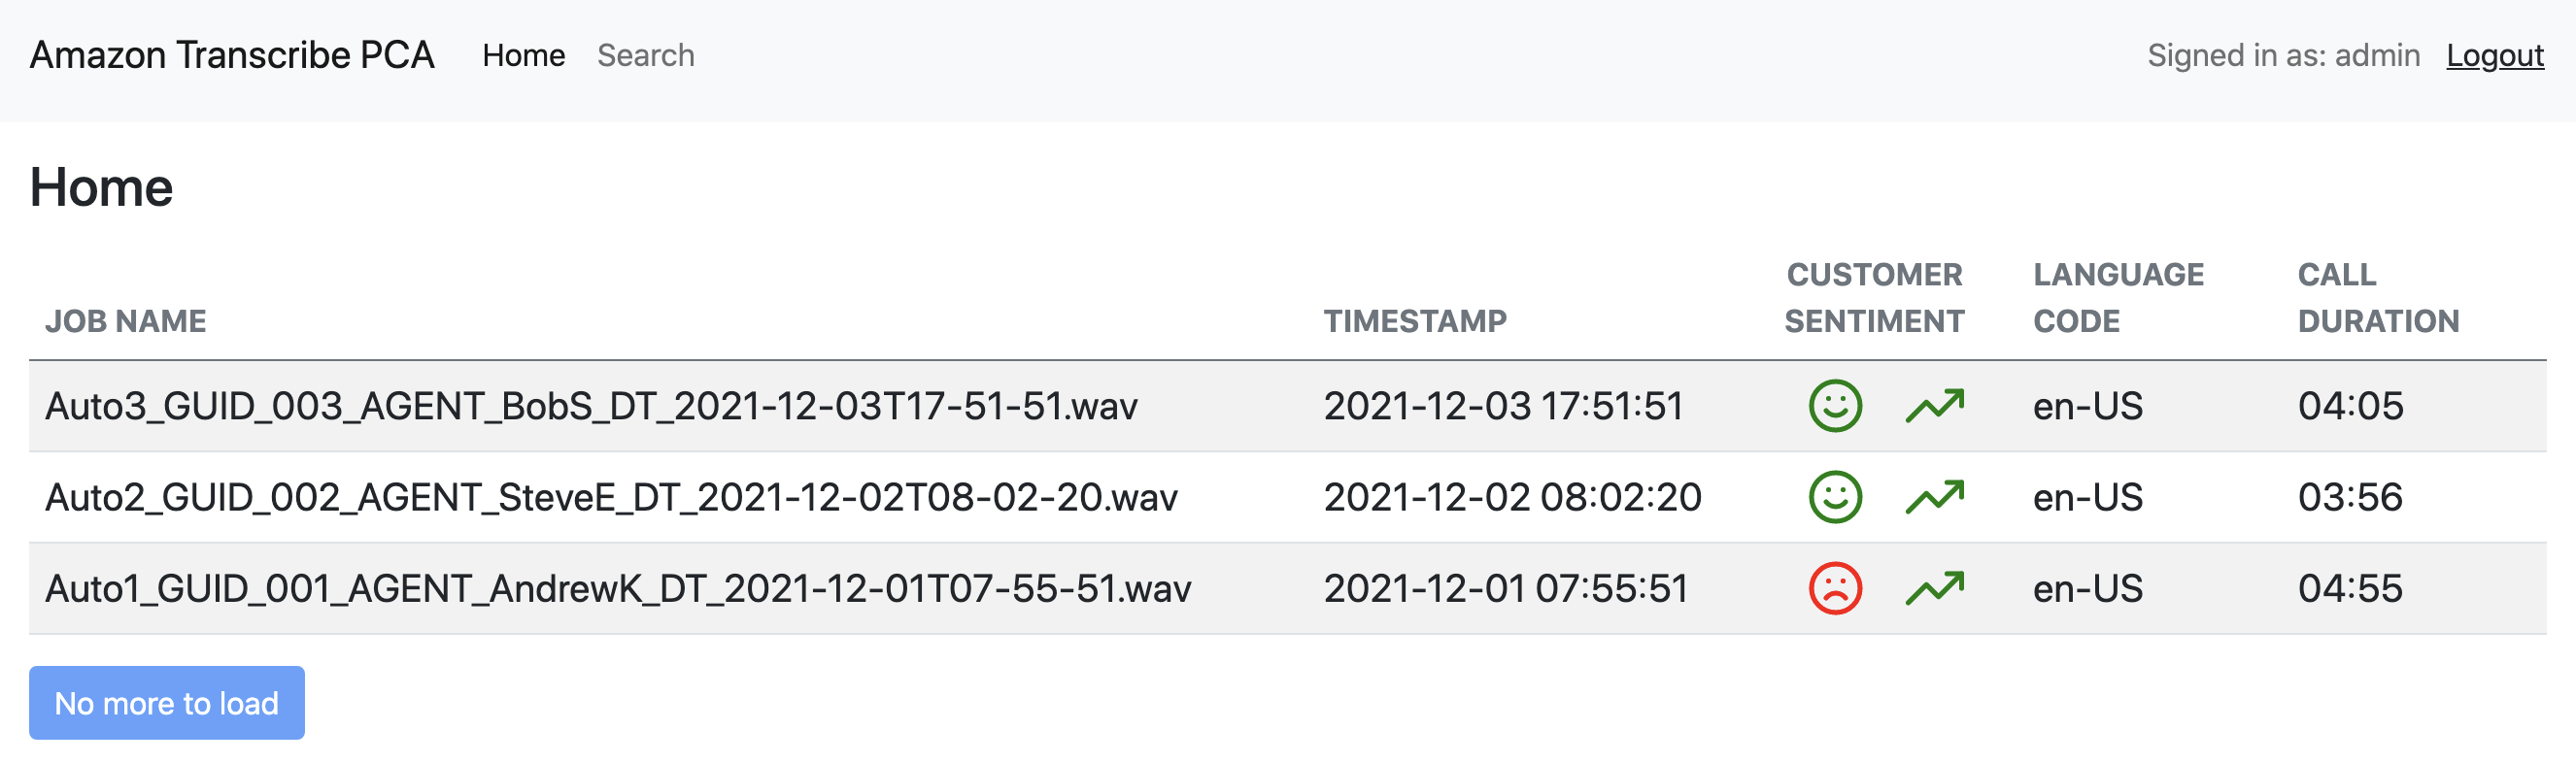 Amazon Transcribe PCA Home Search Signed in as: admin Logout
Home
JOB NAME TIMESTAMP CUSTOMER SENTIMENT LANGUAGE CODE CALL DURATION
Auto3_GUID_003_AGENT_BobS_DT_2021-12-03T17-51-51.wav 2021-12-03 17:51:51 en-US 04:05
Auto2_GUID_002_AGENT_SteveE_DT_2021-12-02T08-02-20.wav 2021-12-02 08:02:20 en-US 03:56
Auto1_GUID_001_AGENT_AndrewK_DT_2021-12-01T07-55-51.wav 2021-12-01 07:55:51 en-US 04:55
No more to load